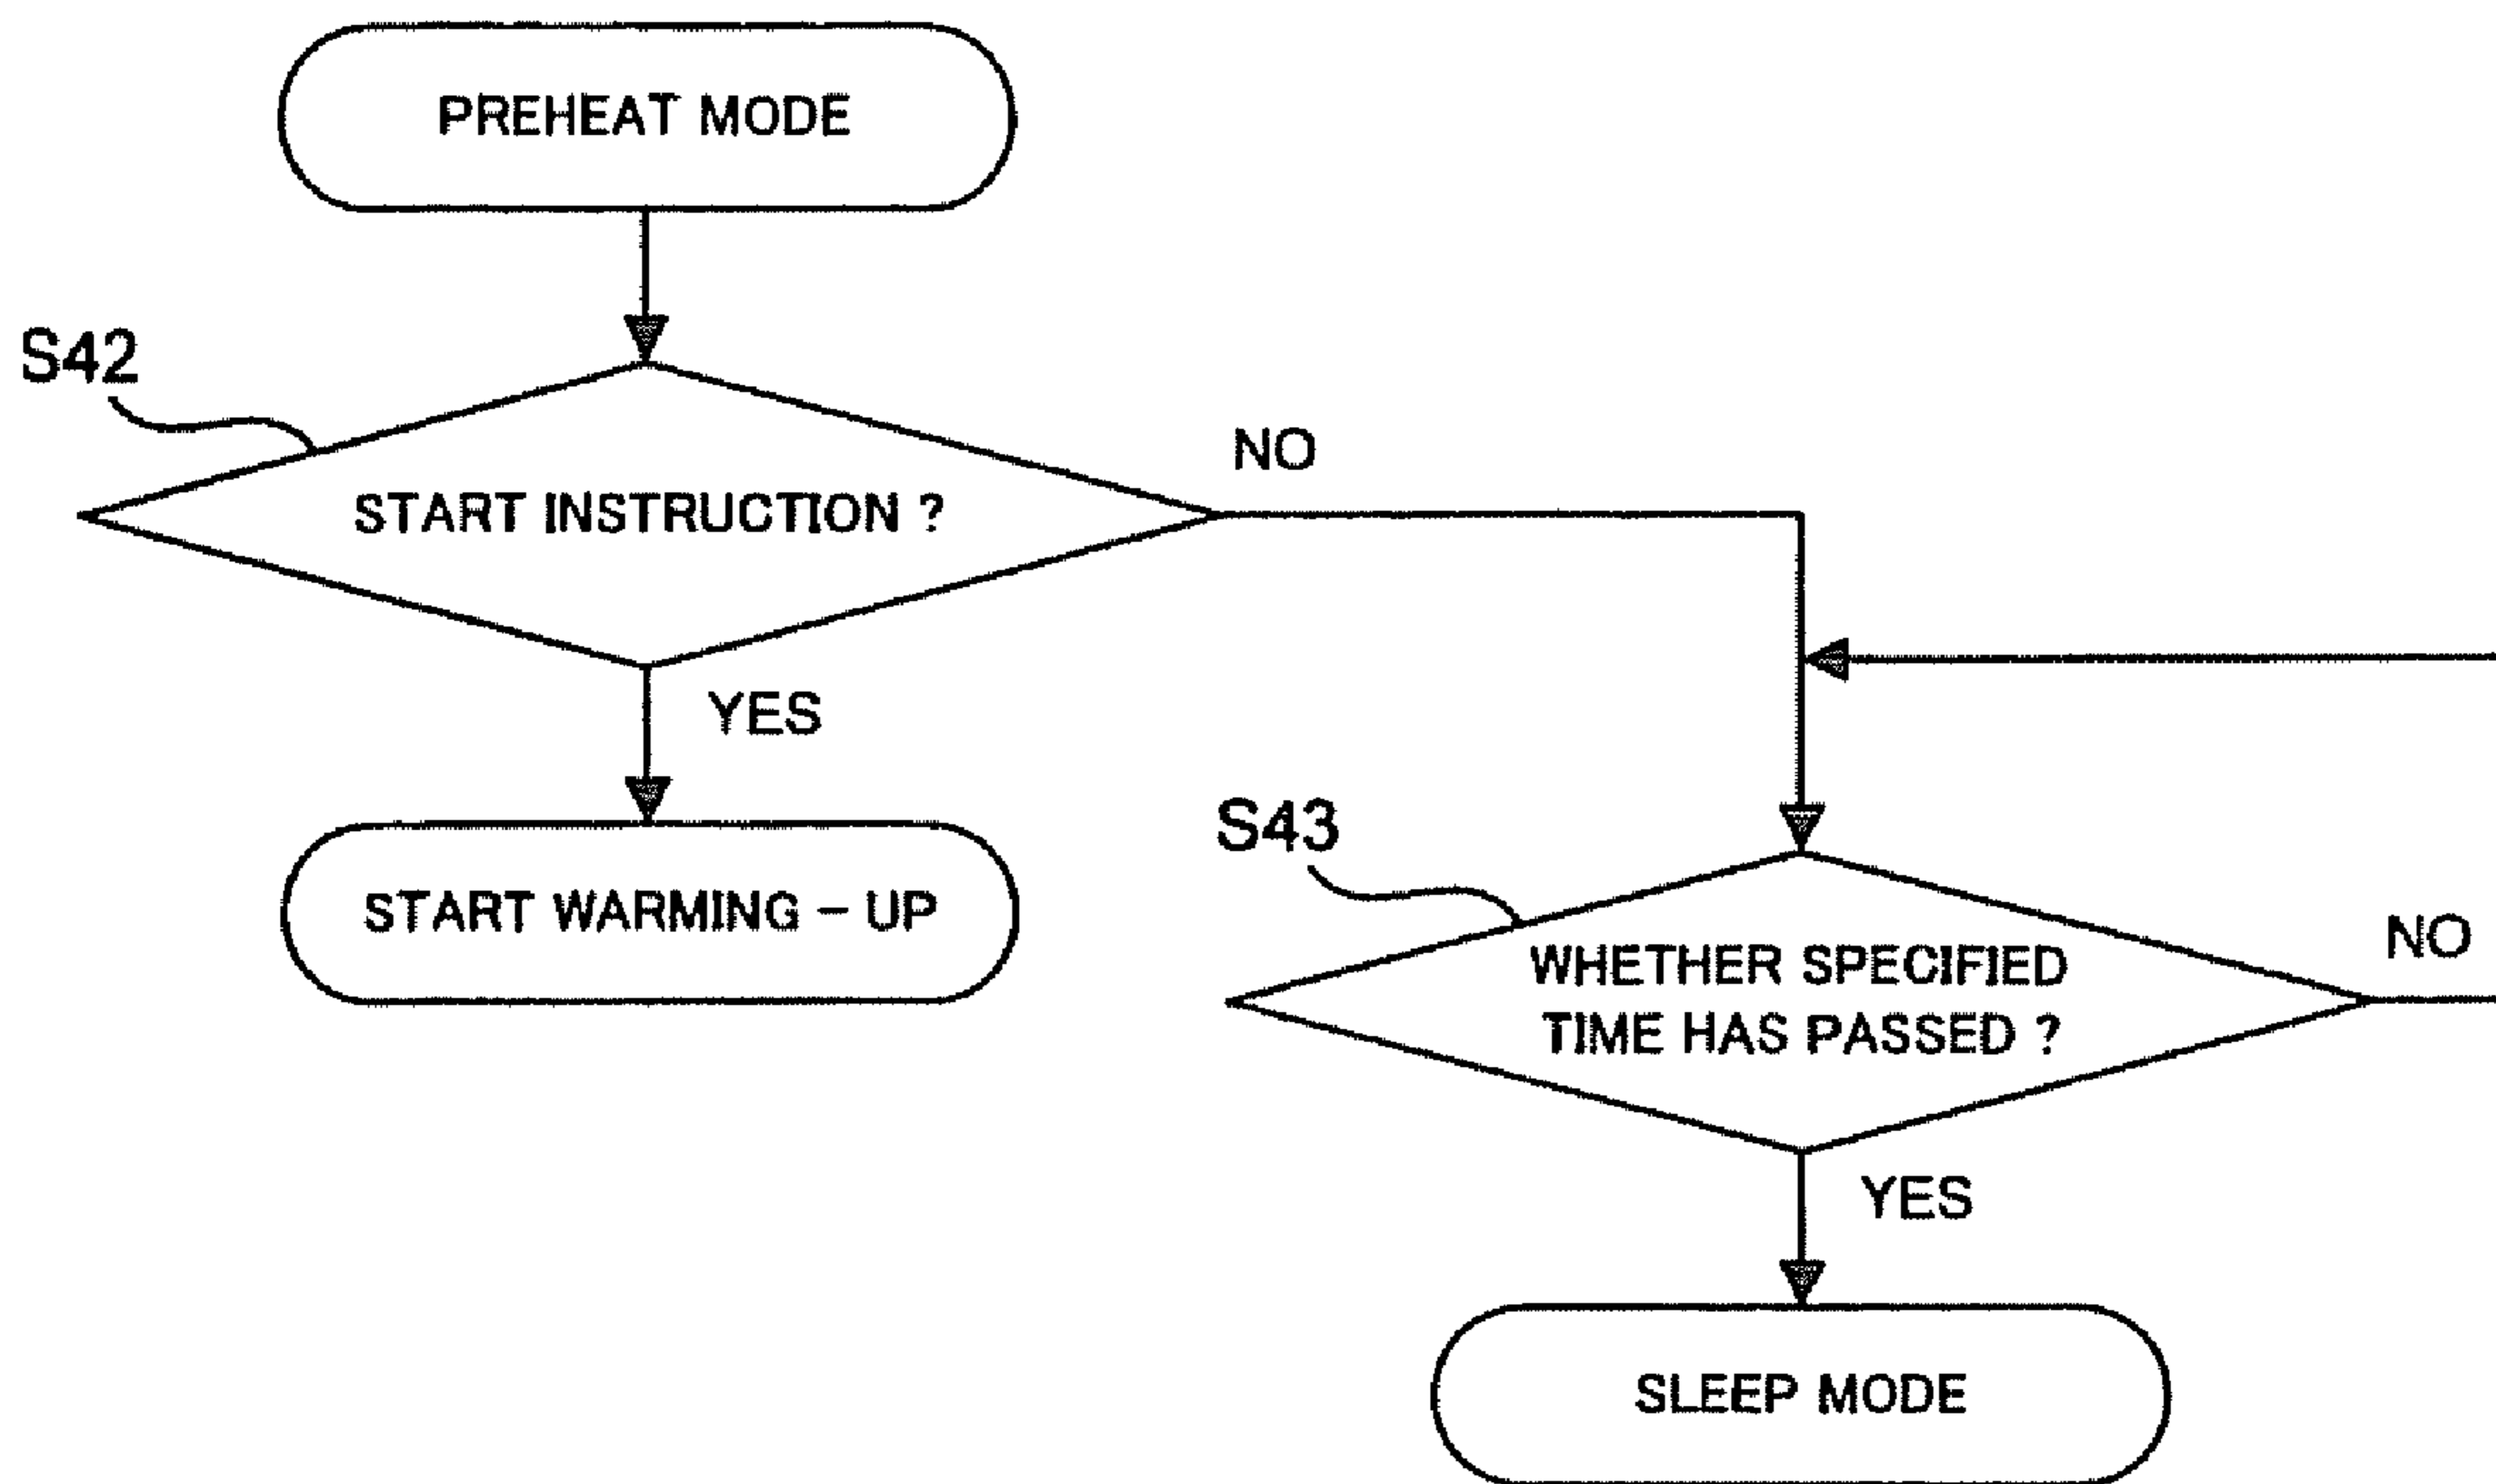 PREHEAT MODE
S42
START INSTRUCTION ?
NO
YES
START WARMING – UP
S43
WHETHER SPECIFIED
TIME HAS PASSED ?
NO
YES
SLEEP MODE